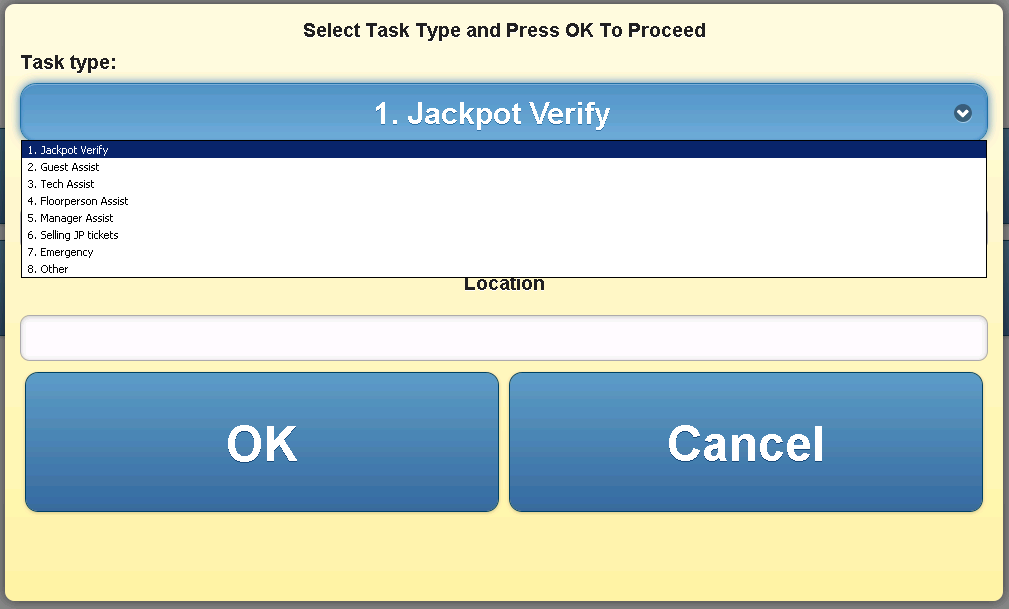 Select Task Type and Press OK To Proceed
Task type:
1. Jackpot Verify
1. Jackpot Verify
2. Guest Assist
3. Tech Assist
4. Floorperson Assist
5. Manager Assist
6. Selling JP tickets
7. Emergency
8. Other
Location
OK
Cancel